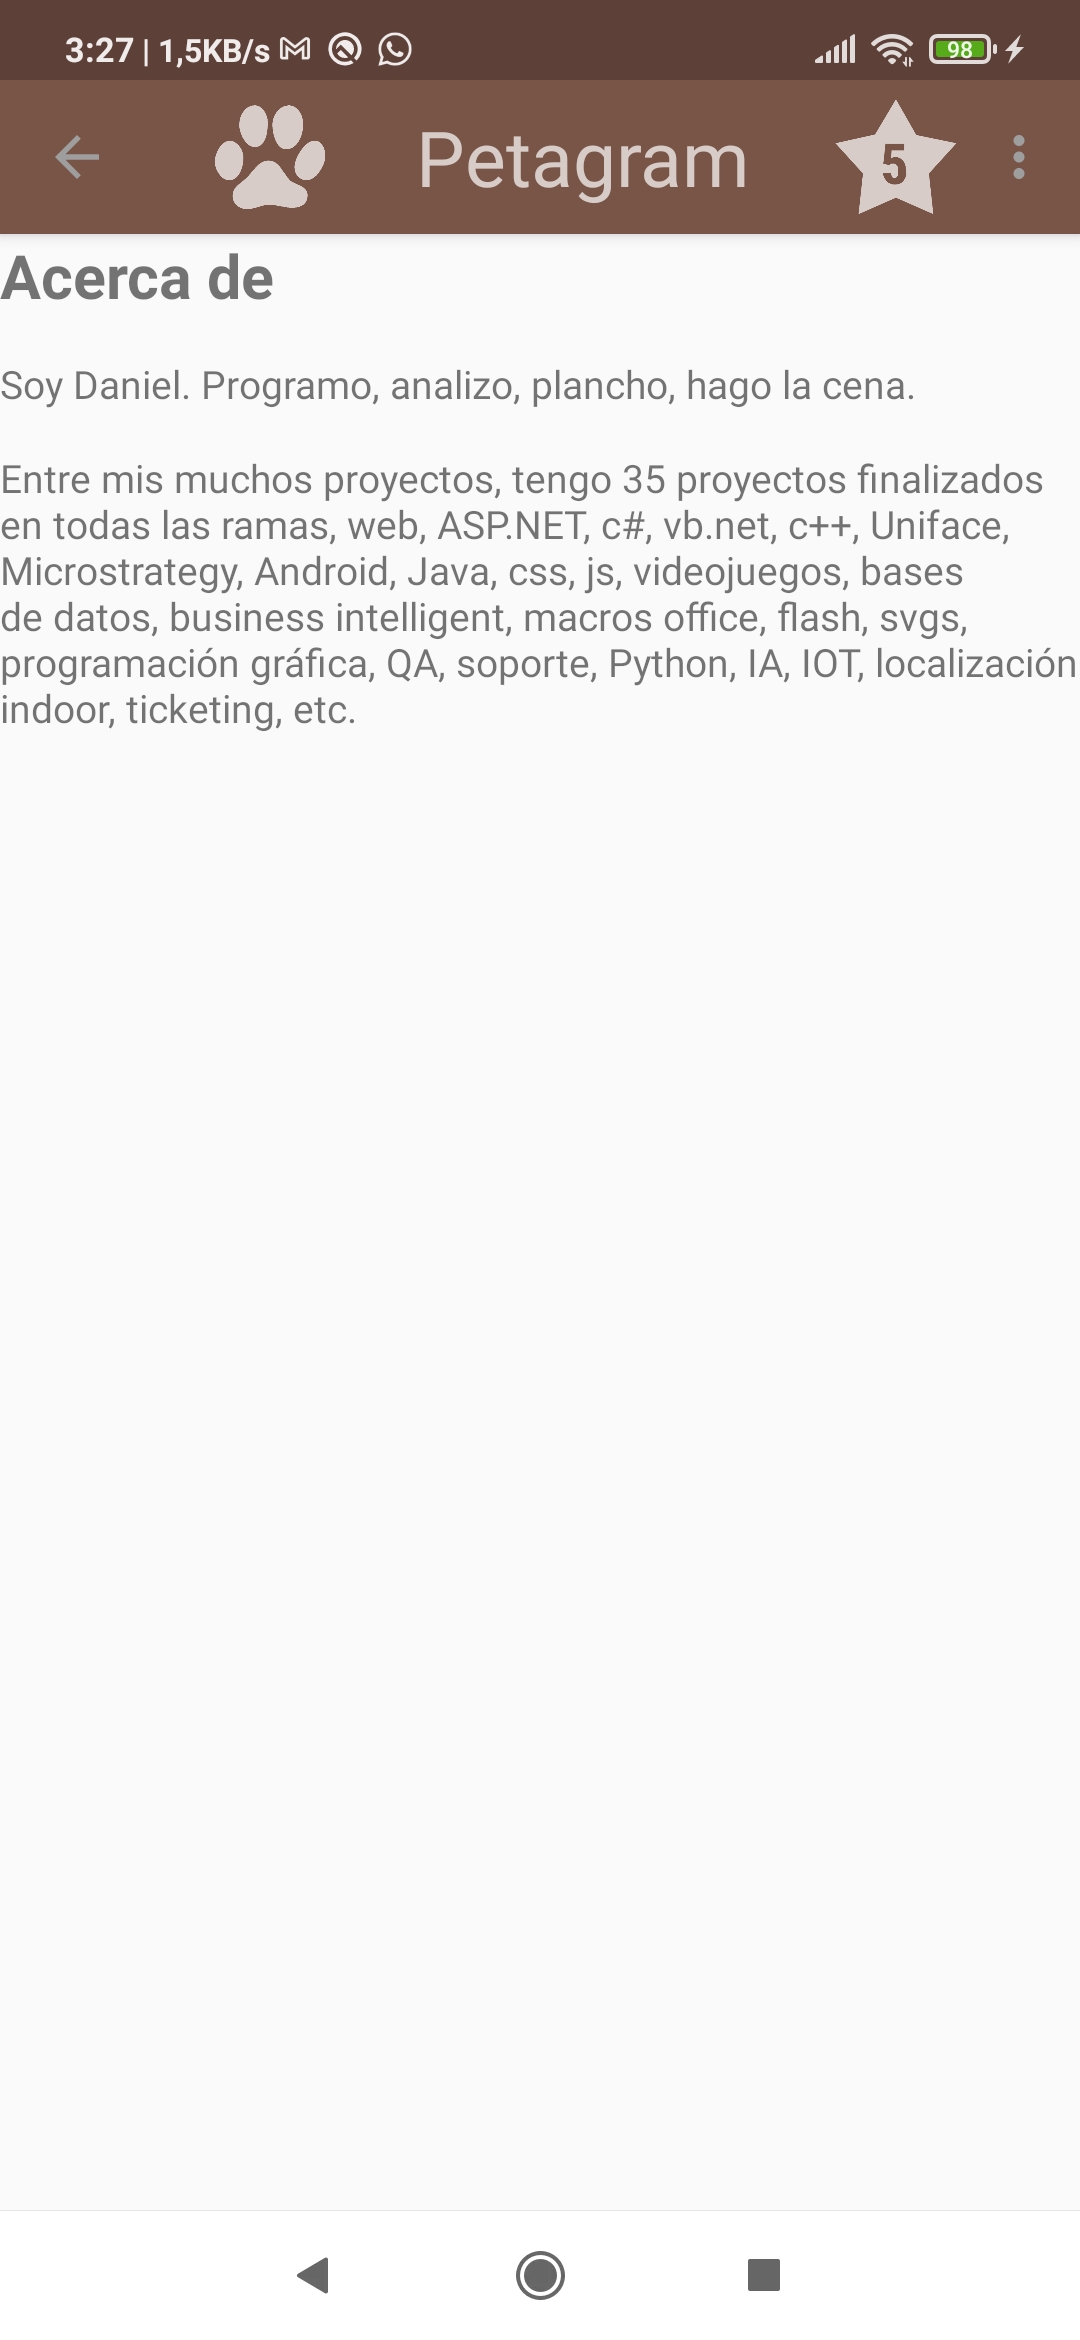 3:27 | 1,5KB/s
98
Petagram
5
Acerca de
Soy Daniel. Programo, analizo, plancho, hago la cena.
Entre mis muchos proyectos, tengo 35 proyectos finalizados
en todas las ramas, web, ASP.NET, c#, vb.net, c++, Uniface,
Microstrategy, Android, Java, css, js, videojuegos, bases
de datos, business intelligent, macros office, flash, svgs,
programación gráfica, QA, soporte, Python, IA, IOT, localización
indoor, ticketing, etc.